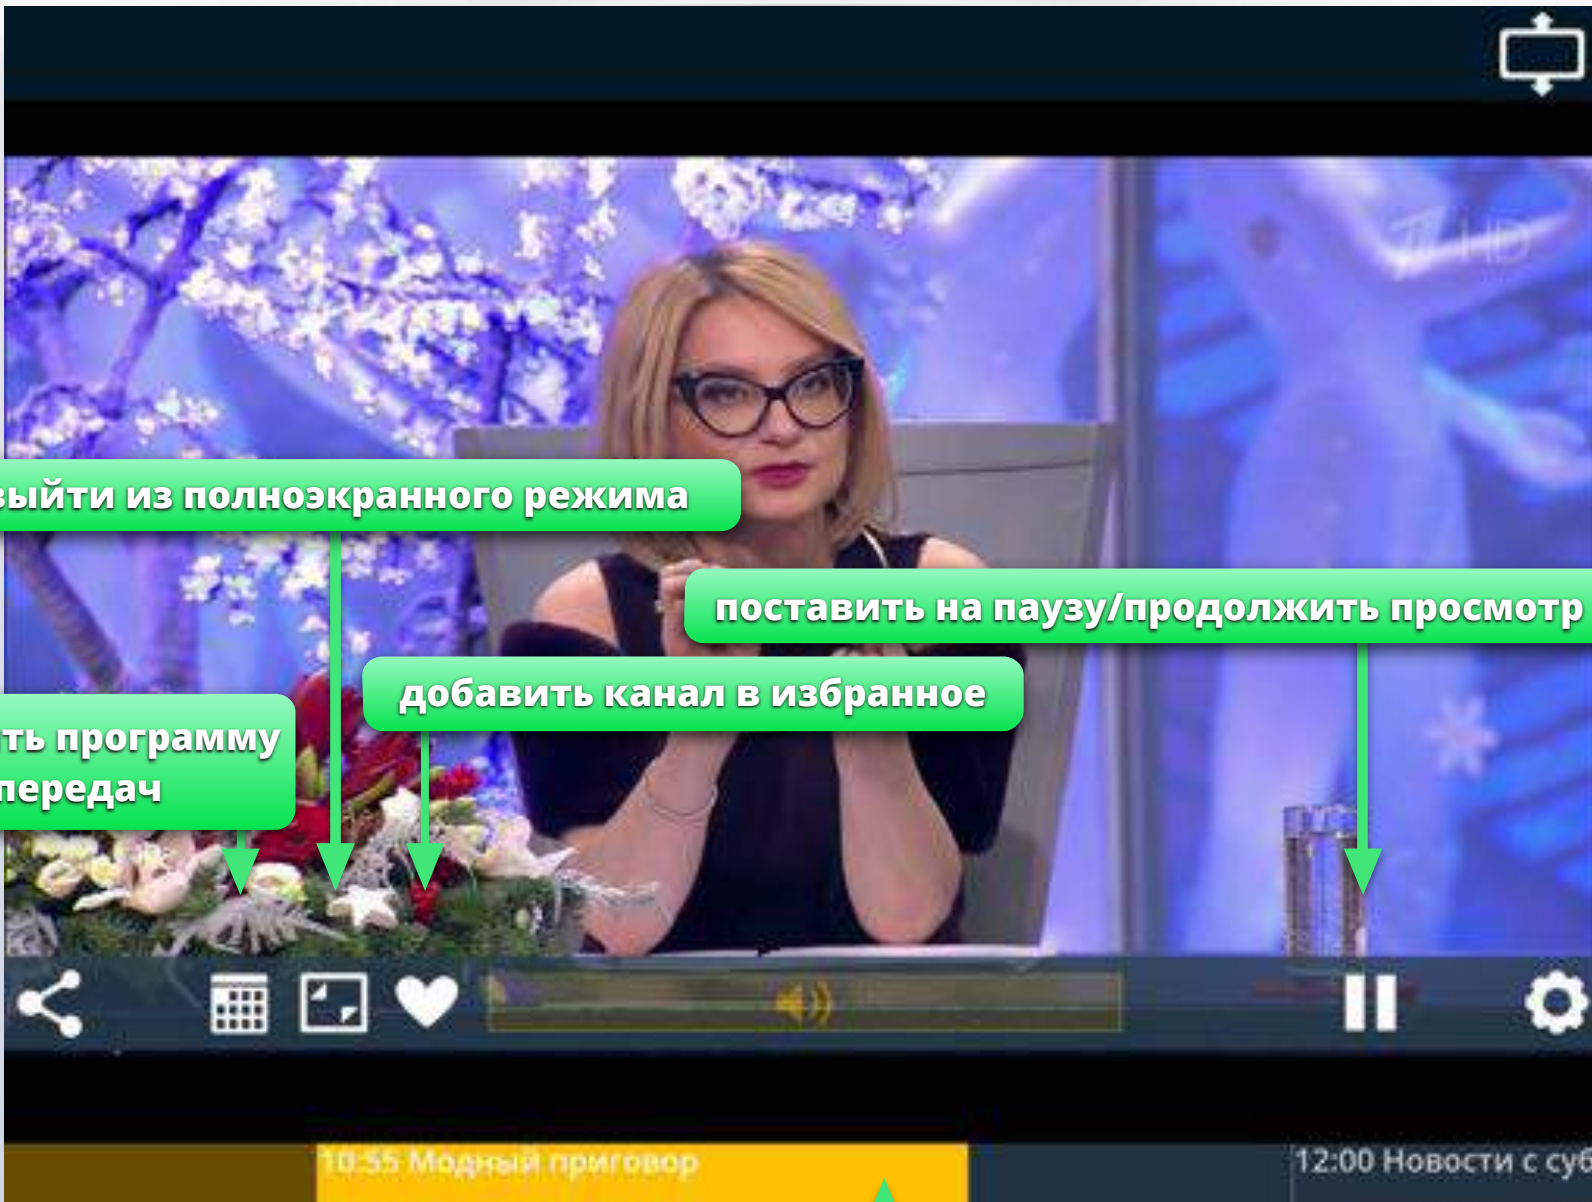 HD
выйти из полноэкранного режима
поставить на паузу/продолжить просмотр
добавить канал в избранное
ть программу
передач
10:55 Модный приговор
12:00 Новости с суб